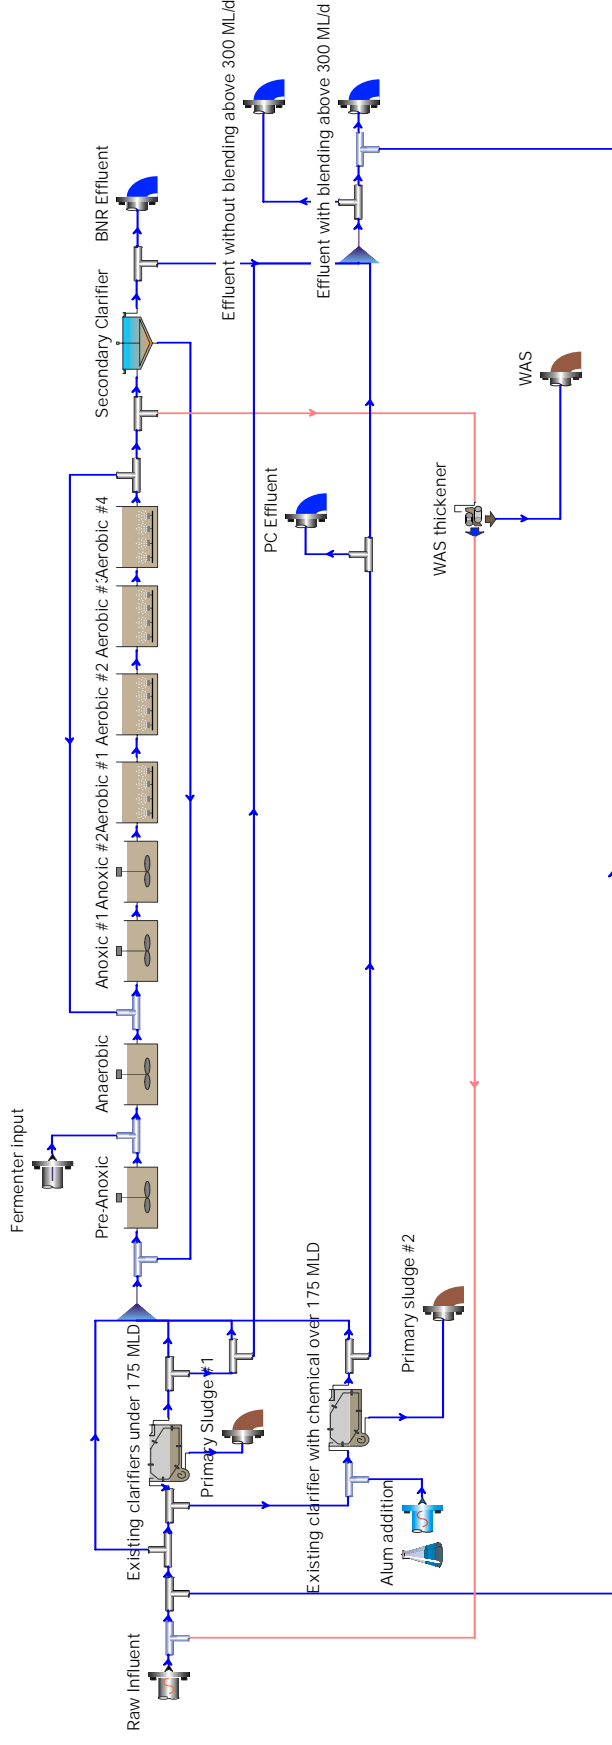 Raw Influent
Existing clarifiers under 175 MLD
Primary Sludge #1
Existing clarifier with chemical over 175 MLD
Alum addition
Primary sludge #2
Fermenter input
Pre-Anoxic
Anaerobic
Anoxic #1
Anoxic #2
Aerobic #1
Aerobic #2
Aerobic #
Aerobic #4
Secondary Clarifier
BNR Effluent
PC Effluent
Effluent without blending above 300 ML/d
Effluent with blending above 300 ML/d
WAS thickener
WAS